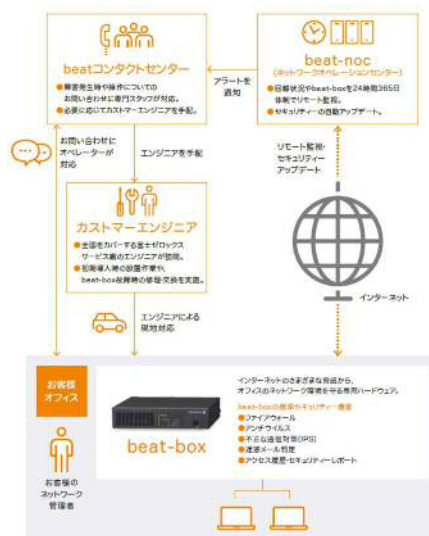 beatコンタクトセンター
●障害発生時や操作についての
お問い合わせに専門スタッフが対応。
●必要に応じてカスタマーエンジニアを手配。
アラートを
通知
beat-noc
(ネットワークオペレーションセンター)
●回線状況やbeat-boxを24時間365日
体制でリモート監視。
●セキュリティーの自動アップデート。
お問い合わせに
オペレーターが
対応
エンジニアを手配
リモート監視・
セキュリティー
アップデート
カストマーエンジニア
●全国をカバーする富士ゼロックス
サービス網のエンジニアが訪問。
●初期導入時の設置作業や、
beat-box故障時の修理・交換を実施。
インターネット
エンジニアによる
現地対応
お客様
オフィス
インターネットのさまざまな脅威から、
オフィスのネットワーク環境を守る専用ハードウェア。
beat-boxの簡単セキュリティー機能
●ファイアウォール
●アンチウイルス
●不正な通信対策(IPS)
●迷惑メール判定
●アクセス履歴・セキュリティーレポート
beat-box
お客様の
ネットワーク
管理者